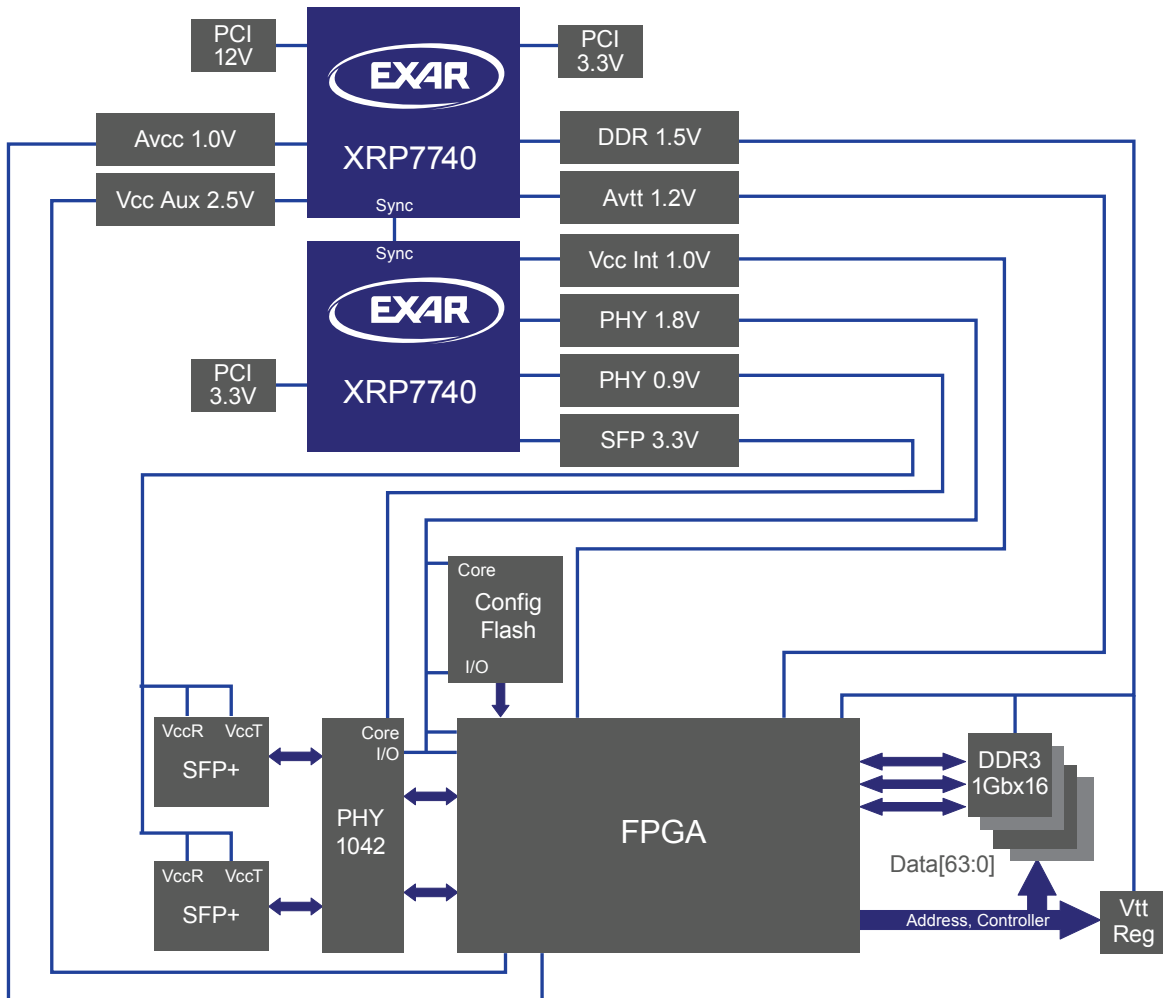 PCI
12V
EXAR
XRP7740
Sync
PCI
3.3V
Avcc 1.0V
Vcc Aux 2.5V
DDR 1.5V
Avtt 1.2V
Sync
EXAR
XRP7740
PCI
3.3V
Vcc Int 1.0V
PHY 1.8V
PHY 0.9V
SFP 3.3V
Core
Config
Flash
I/O
VccR VccT
SFP+
VccR VccT
SFP+
Core
I/O
PHY
1042
FPGA
DDR3
1Gbx16
Data[63:0]
Address, Controller
Vtt
Reg